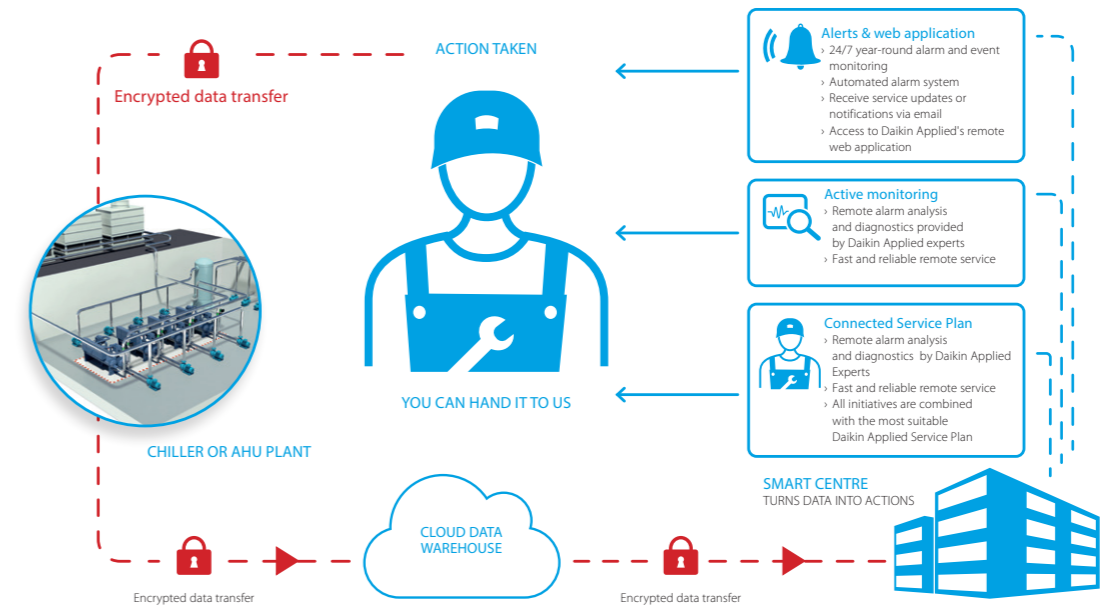 ACTION TAKEN
Encrypted data transfer
Alerts & web application
› 24/7 year-round alarm and event
monitoring
› Automated alarm system
› Receive service updates or
notifications via email
› Access to Daikin Applied's remote
web application
Active monitoring
› Remote alarm analysis
and diagnostics provided
by Daikin Applied experts
› Fast and reliable remote service
Connected Service Plan
› Remote alarm analysis
and diagnostics by Daikin Applied
Experts
› Fast and reliable remote service
› All initiatives are combined
with the most suitable
Daikin Applied Service Plan
YOU CAN HAND IT TO US
CHILLER OR AHU PLANT
SMART CENTRE
TURNS DATA INTO ACTIONS
CLOUD DATA
WAREHOUSE
Encrypted data transfer
Encrypted data transfer